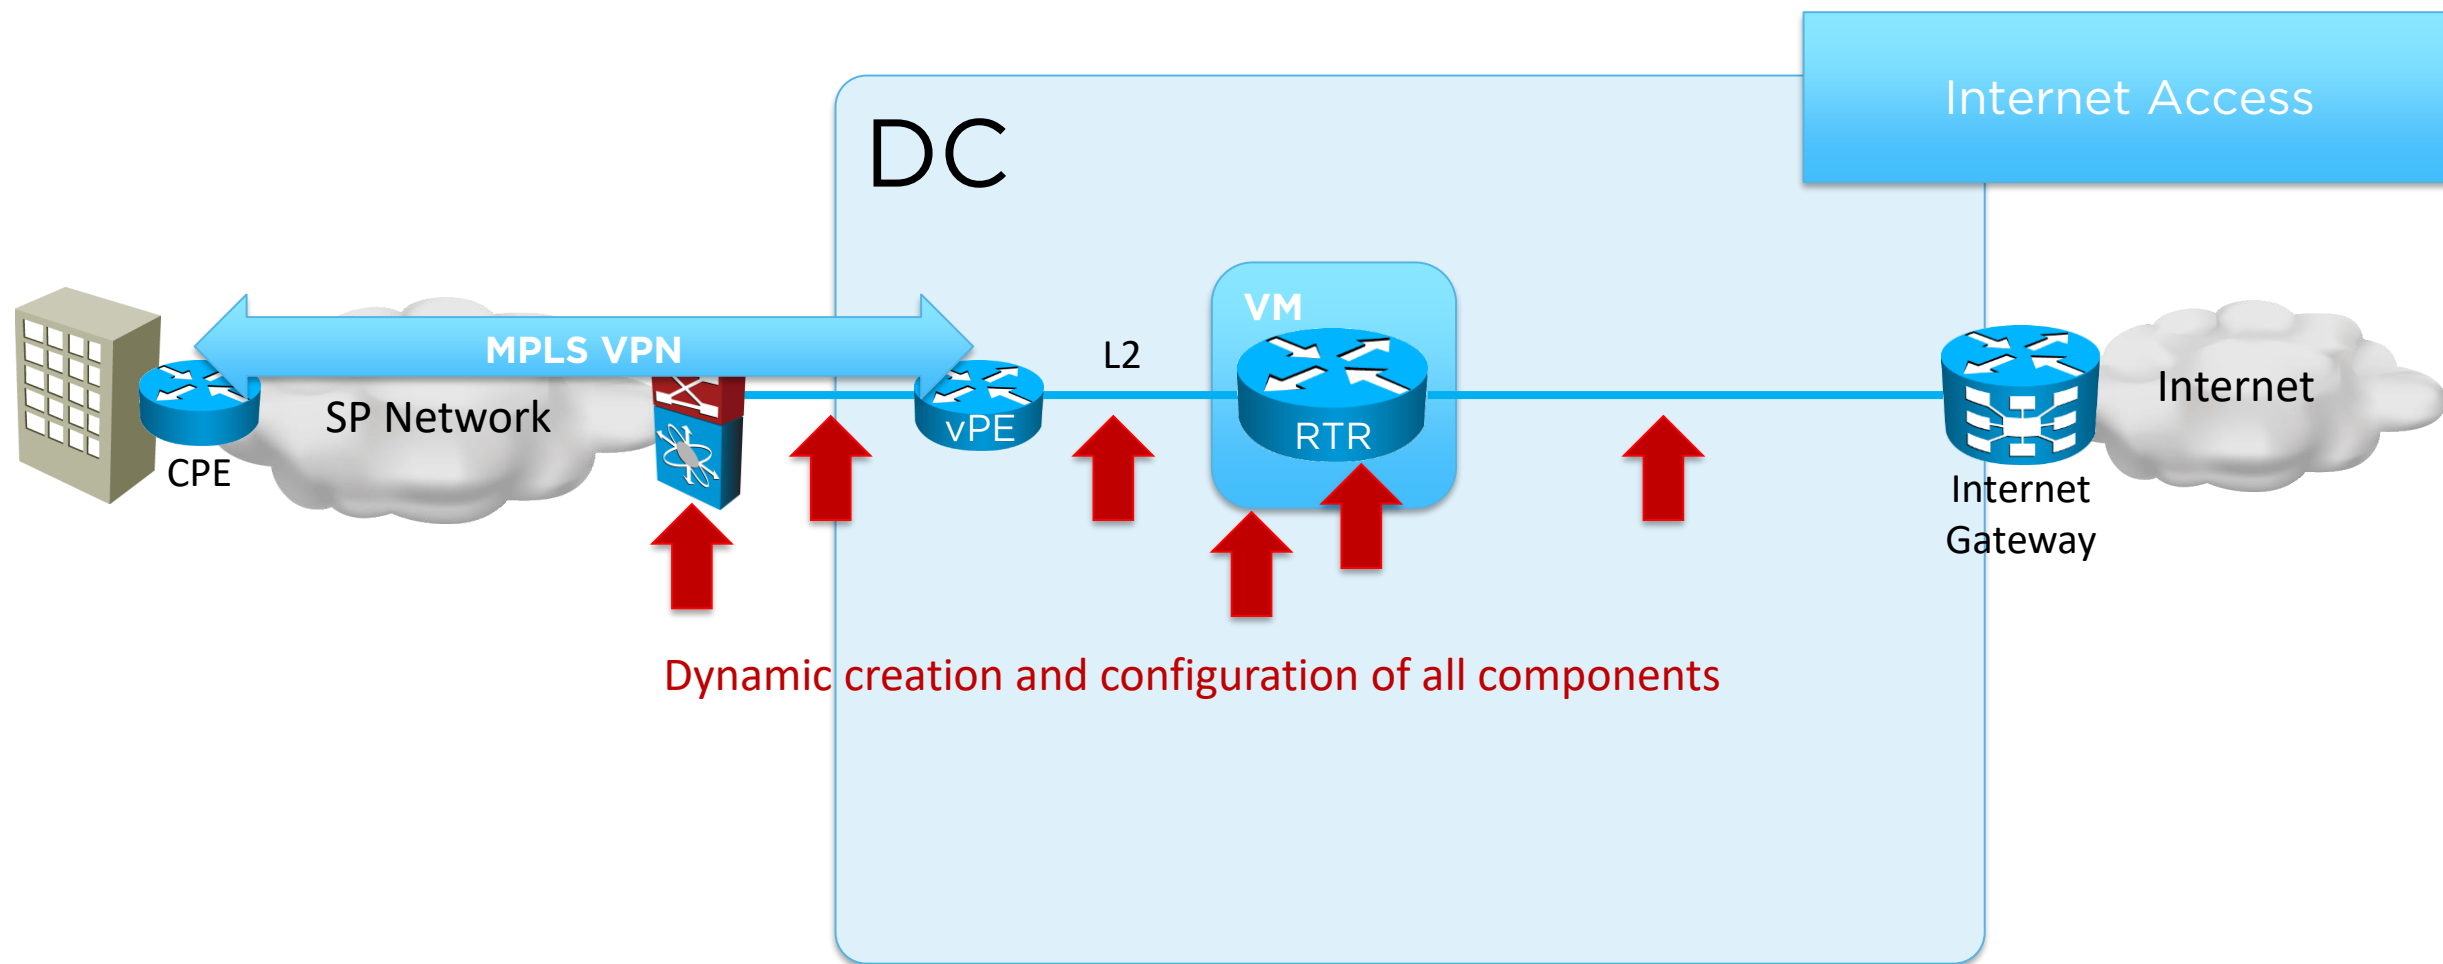 Internet Access
DC
VM
MPLS VPN
L2
SP Network
vPE
RTR
Internet
CPE
Internet
Gateway
Dynamic creation and configuration of all components